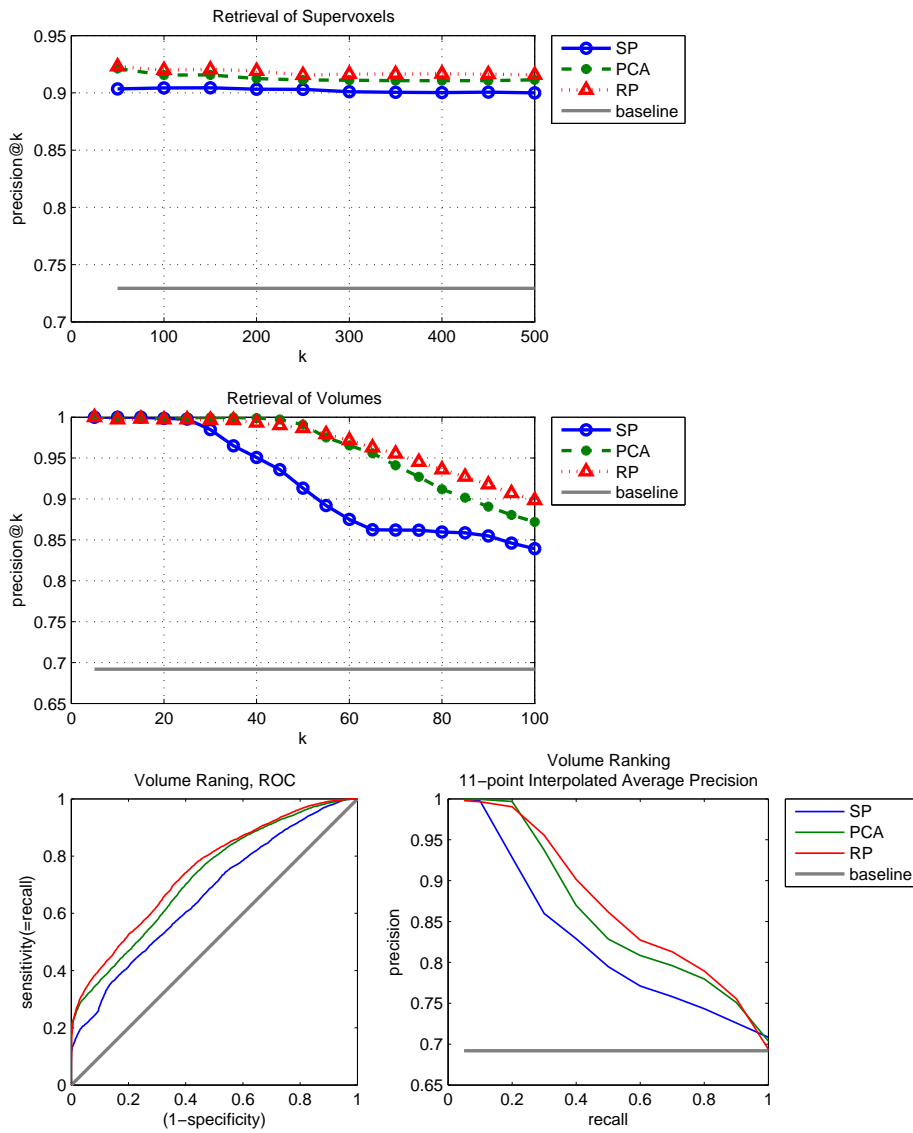 Retrieval of Supervoxels
0.95
0.9
0.85
0.8
0.75
0.7
precision@k
0 100 200 300 400 500
k
SP
PCA
RP
baseline
Retrieval of Volumes
1
0.95
0.9
0.85
0.8
0.75
0.7
0.65
precision@k
0 20 40 60 80 100
k
SP
PCA
RP
baseline
Volume Raning, ROC
1
0.8
0.6
0.4
0.2
0
sensitivity(=recall)
0 0.2 0.4 0.6 0.8 1
(1−specificity)
Volume Ranking
11−point Interpolated Average Precision
1
0.95
0.9
0.85
0.8
0.75
0.7
0.65
precision
0 0.2 0.4 0.6 0.8 1
recall
SP
PCA
RP
baseline